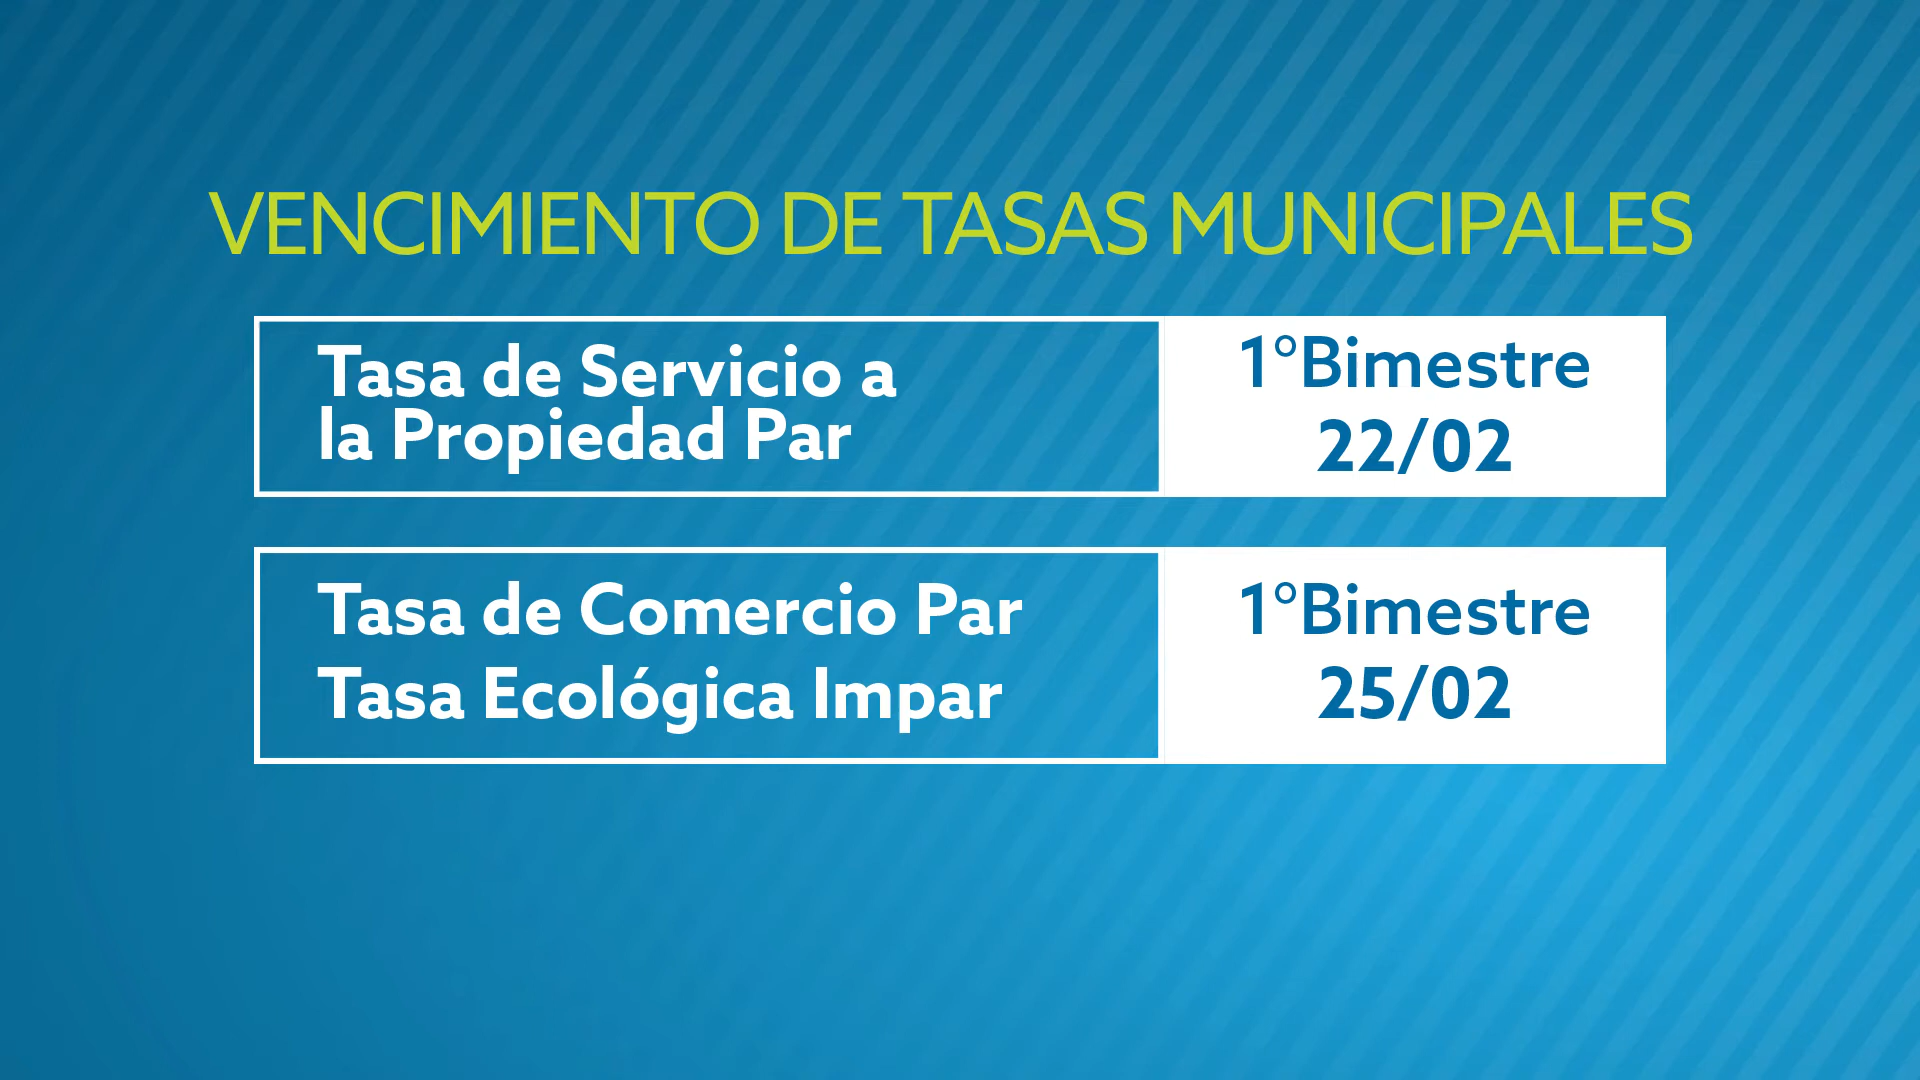 VENCIMIENTO DE TASAS MUNICIPALES
Tasa de Servicio a
la Propiedad Par
1°Bimestre
22/02
Tasa de Comercio Par
Tasa Ecológica Impar
1°Bimestre
25/02